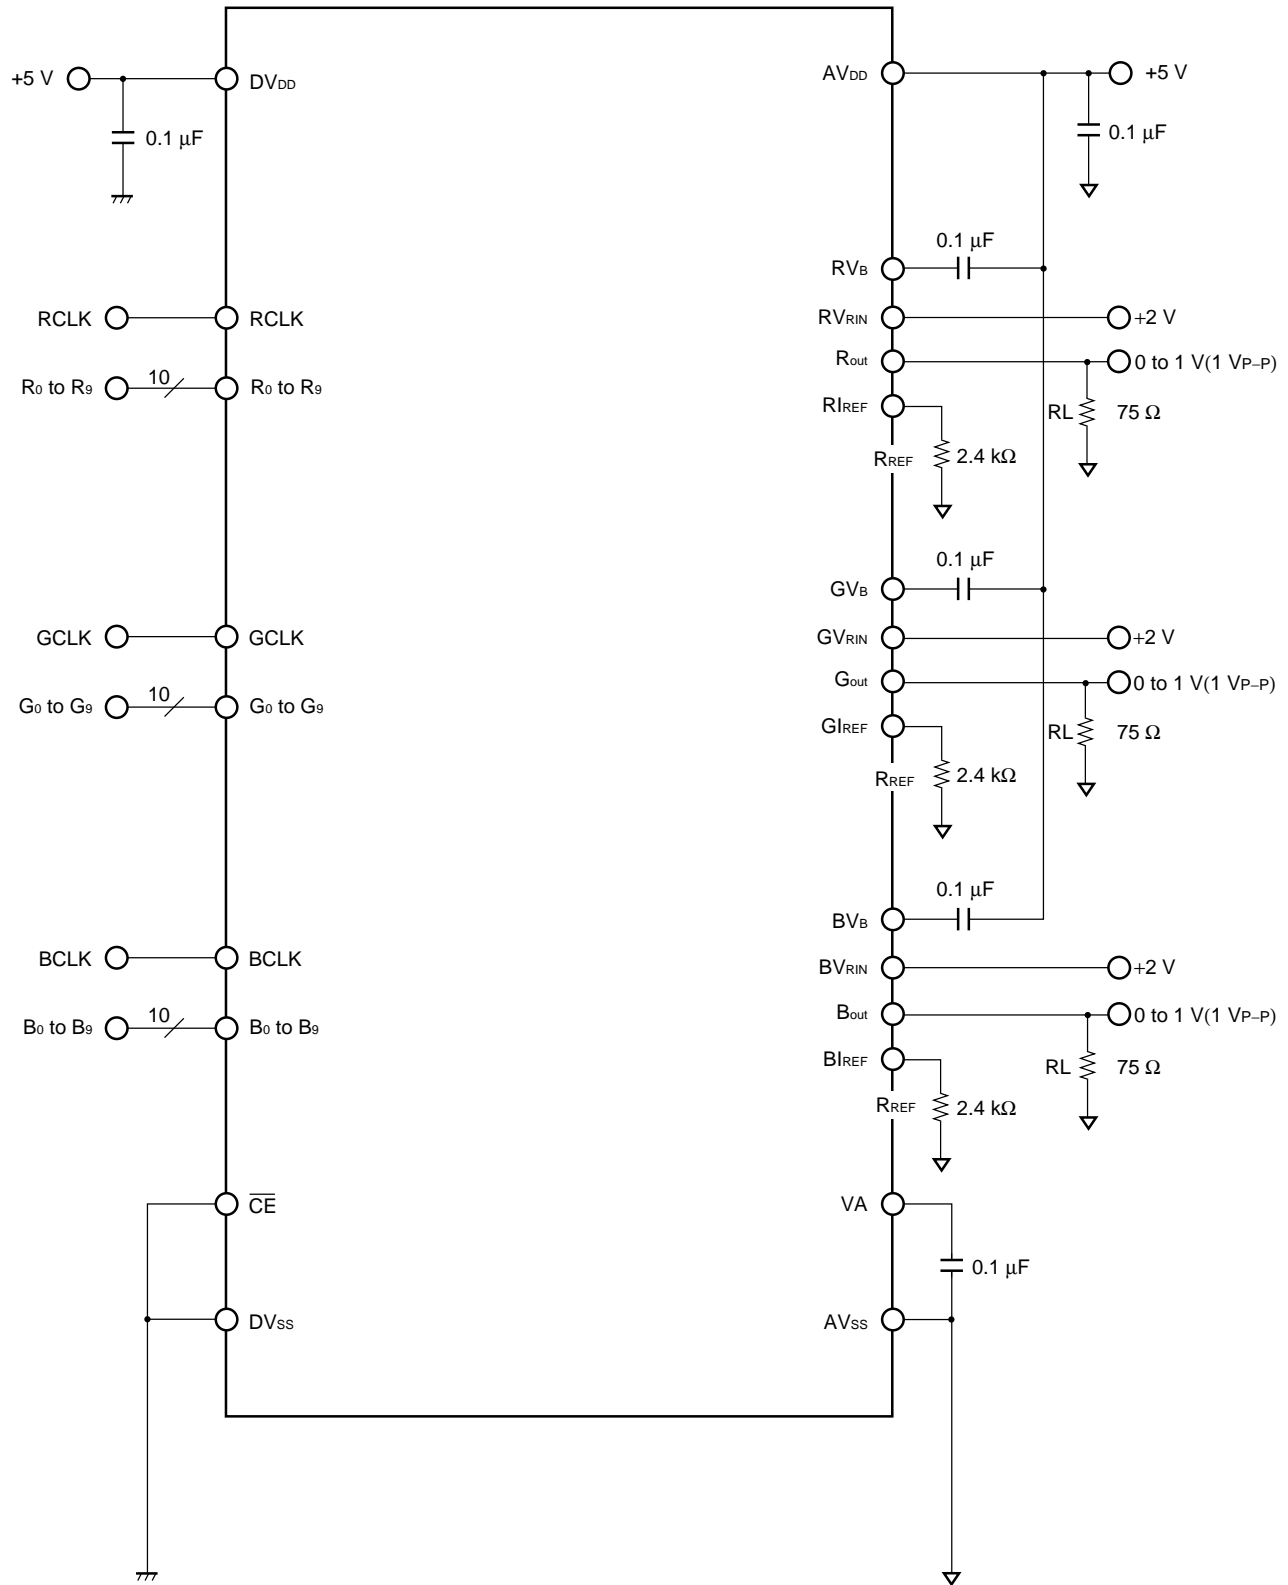 +5 V
DVDD
0.1 μF
AVDD
+5 V
0.1 μF
0.1 μF
RVB
RCLK
RCLK
RVRIN
+2 V
R0 to R9
10
R0 to R9
Rout
0 to 1 V(1 VP–P)
RL
75 Ω
RIREF
RREF
2.4 kΩ
0.1 μF
GVB
GCLK
GCLK
GVRIN
+2 V
G0 to G9
10
G0 to G9
Gout
0 to 1 V(1 VP–P)
RL
75 Ω
GIREF
RREF
2.4 kΩ
0.1 μF
BVB
BCLK
BCLK
BVRIN
+2 V
B0 to B9
10
B0 to B9
Bout
0 to 1 V(1 VP–P)
RL
75 Ω
BIREF
RREF
2.4 kΩ
C̅E̅
VA
0.1 μF
DVSS
AVSS